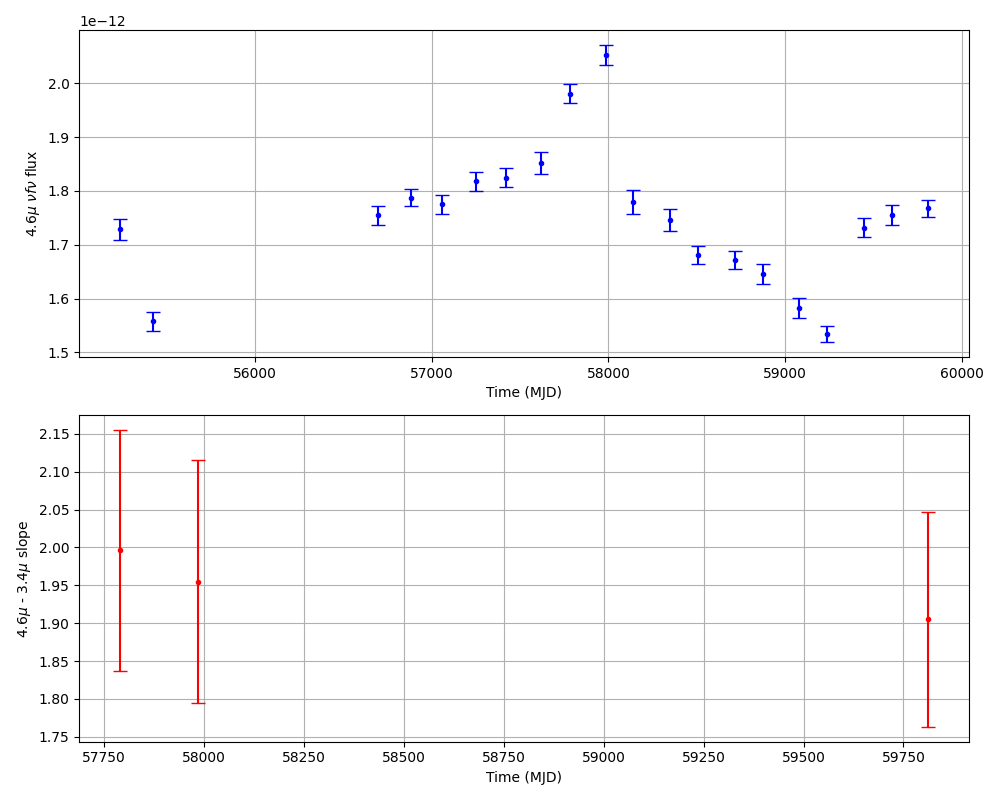 1e−12
4.6μ νfν flux
2.0
1.9
1.8
1.7
1.6
1.5
56000 57000 58000 59000 60000
Time (MJD)
4.6μ - 3.4μ slope
2.15
2.10
2.05
2.00
1.95
1.90
1.85
1.80
1.75
57750 58000 58250 58500 58750 59000 59250 59500 59750
Time (MJD)